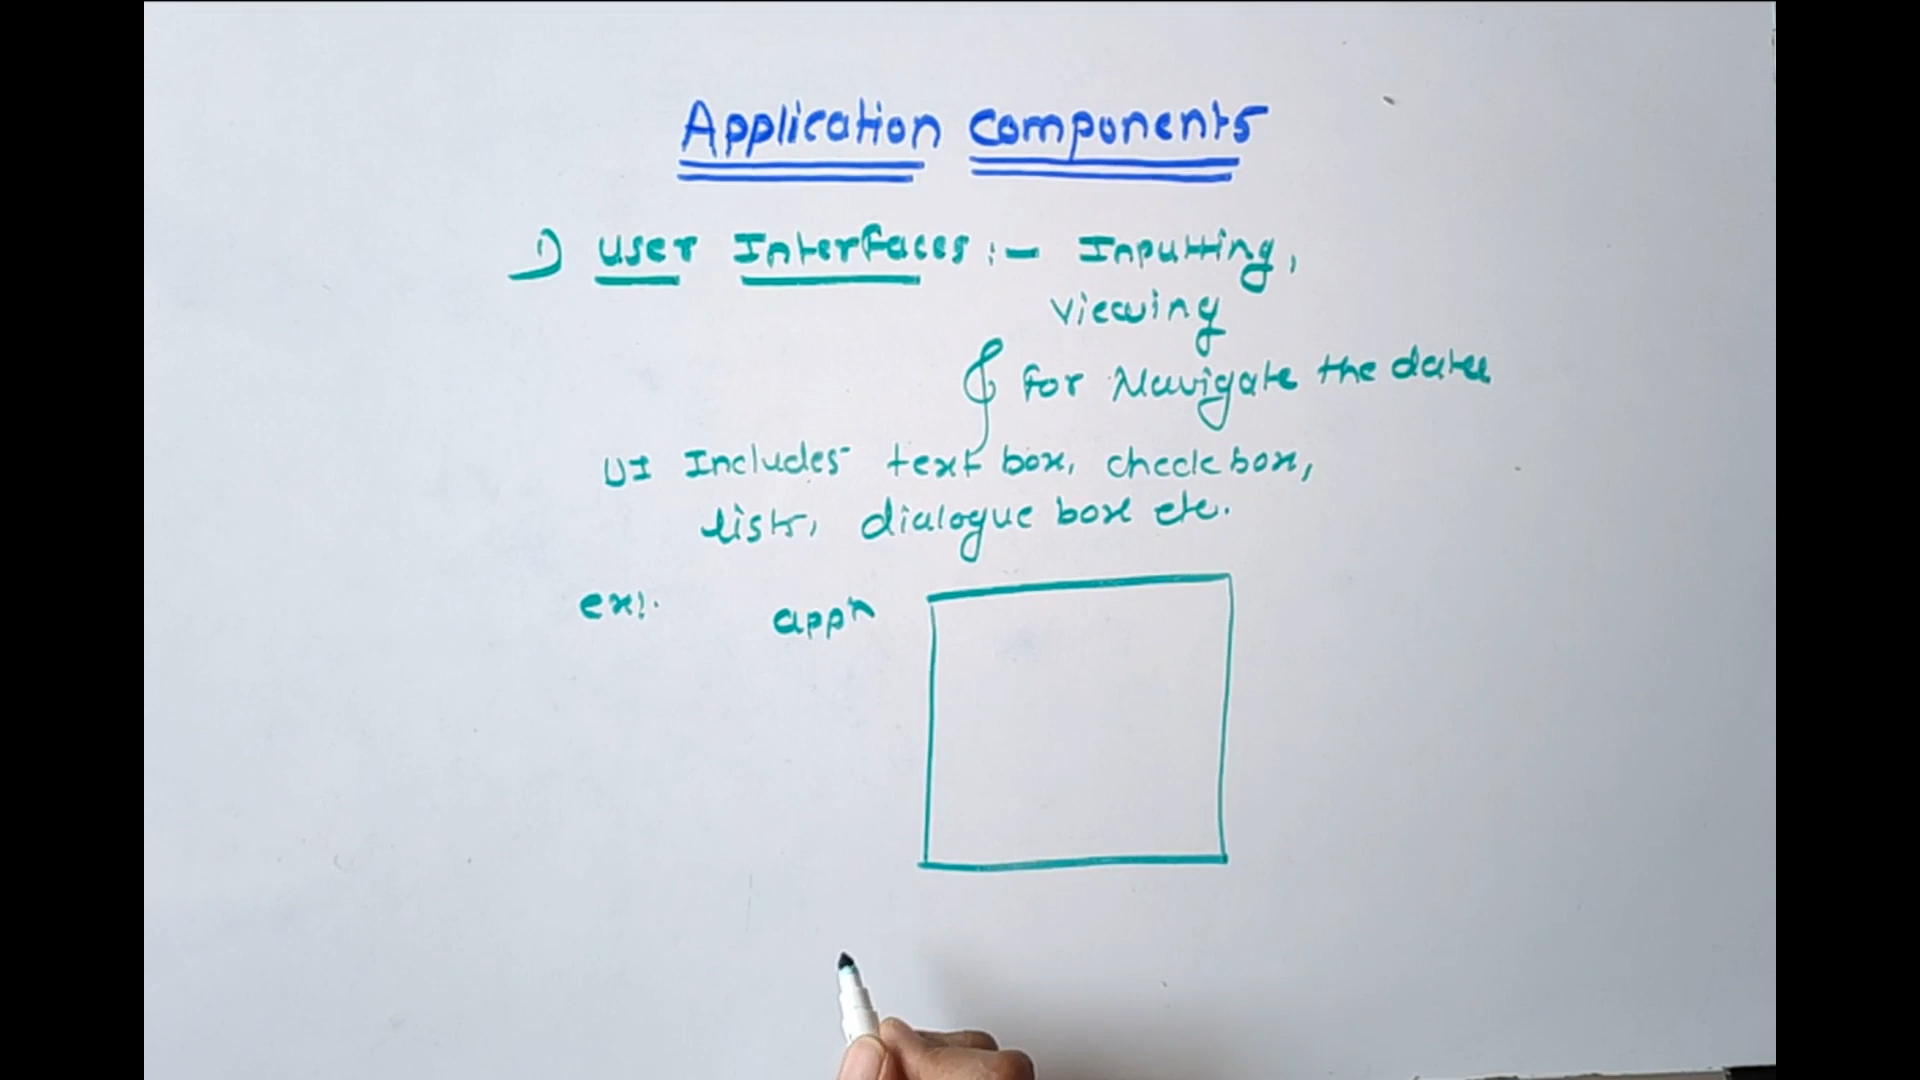 Application Components
1) User Interfaces :- Inputting,
Viewing
& for Navigate the data
UI Includes text box, check box,
lists, dialogue box etc.
ex:. appn